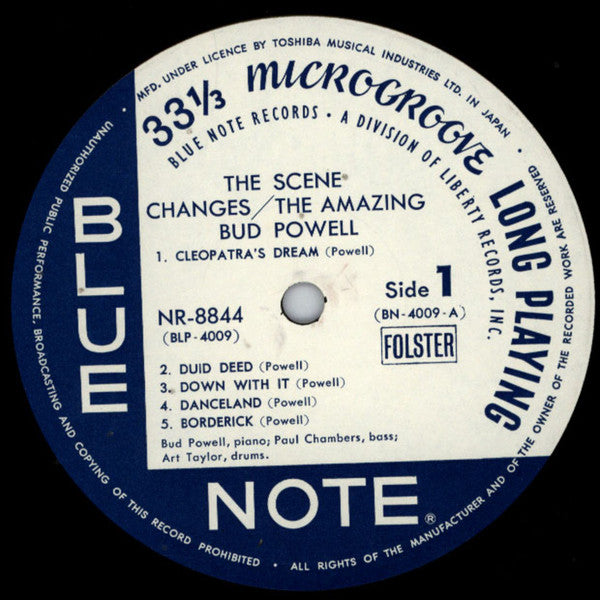 • MFD. UNDER LICENCE BY TOSHIBA MUSICAL INDUSTRIES LTD. IN JAPAN •
33⅓ MICROGROOVE LONG PLAYING
BLUE NOTE RECORDS • A DIVISION OF LIBERTY RECORDS, INC.
THE SCENE
CHANGES/THE AMAZING
BUD POWELL
1. CLEOPATRA'S DREAM (Powell)
NR-8844
(BLP-4009)
Side 1
(BN-4009-A)
FOLSTER
2. DUID DEED (Powell)
3. DOWN WITH IT (Powell)
4. DANCELAND (Powell)
5. BORDERICK (Powell)
Bud Powell, piano; Paul Chambers, bass;
Art Taylor, drums.
BLUE
NOTE®
UNAUTHORIZED PUBLIC PERFORMANCE, BROADCASTING AND COPYING OF THIS RECORD PROHIBITED • ALL RIGHTS OF THE MANUFACTURER AND OF THE OWNER OF THE RECORDED WORK ARE RESERVED